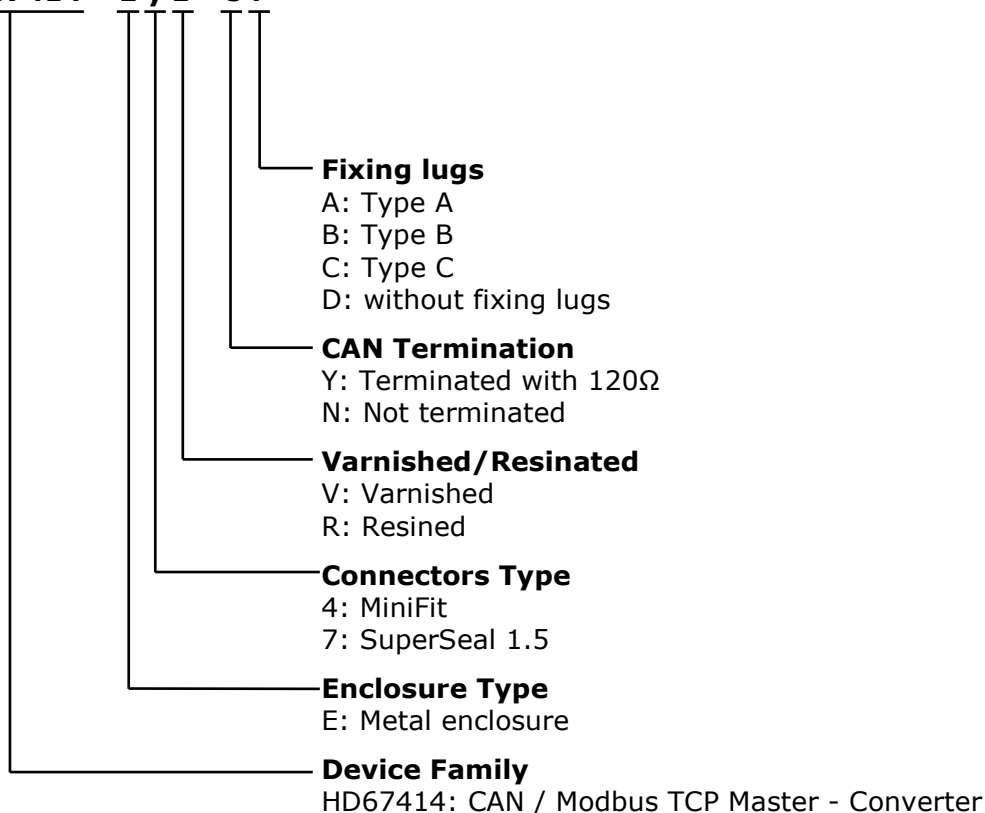 Fixing lugs
A: Type A
B: Type B
C: Type C
D: without fixing lugs
CAN Termination
Y: Terminated with 120Ω
N: Not terminated
Varnished/Resinated
V: Varnished
R: Resined
Connectors Type
4: MiniFit
7: SuperSeal 1.5
Enclosure Type
E: Metal enclosure
Device Family
HD67414: CAN / Modbus TCP Master - Converter